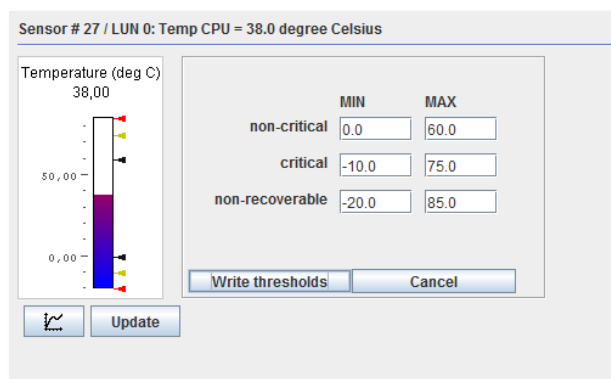 Sensor # 27 / LUN 0: Temp CPU = 38.0 degree Celsius
Temperature (deg C)
38,00
50,00
0,00
MIN MAX
non-critical 0.0 60.0
critical -10.0 75.0
non-recoverable -20.0 85.0
Write thresholds Cancel
Update